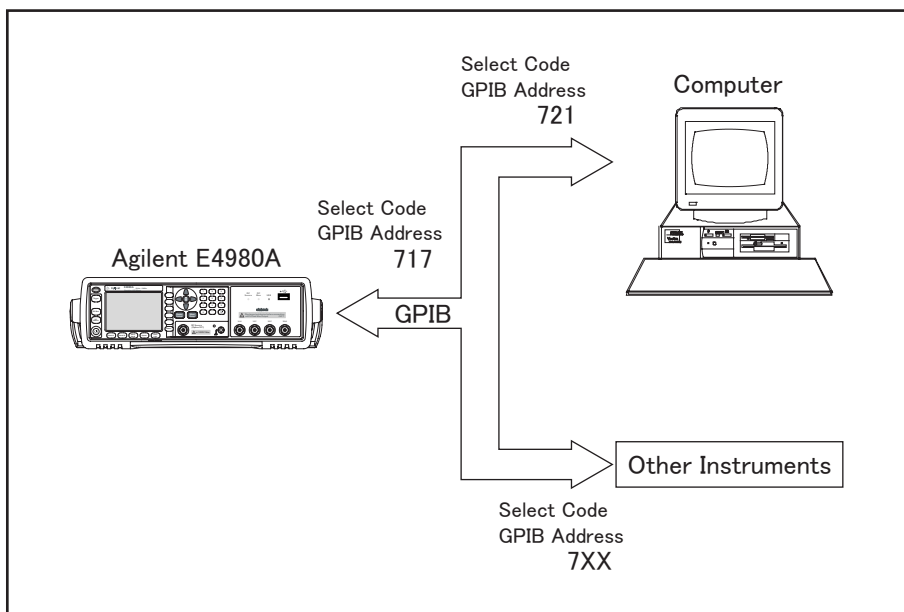 Select Code
GPIB Address
721
Computer
Select Code
GPIB Address
717
Agilent E4980A
GPIB
Other Instruments
Select Code
GPIB Address
7XX